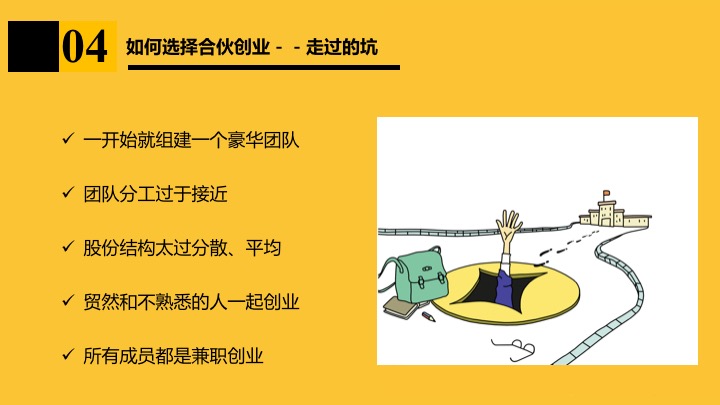 04
如何选择合伙创业－－走过的坑
✓ 一开始就组建一个豪华团队
✓ 团队分工过于接近
✓ 股份结构太过分散、平均
✓ 贸然和不熟悉的人一起创业
✓ 所有成员都是兼职创业